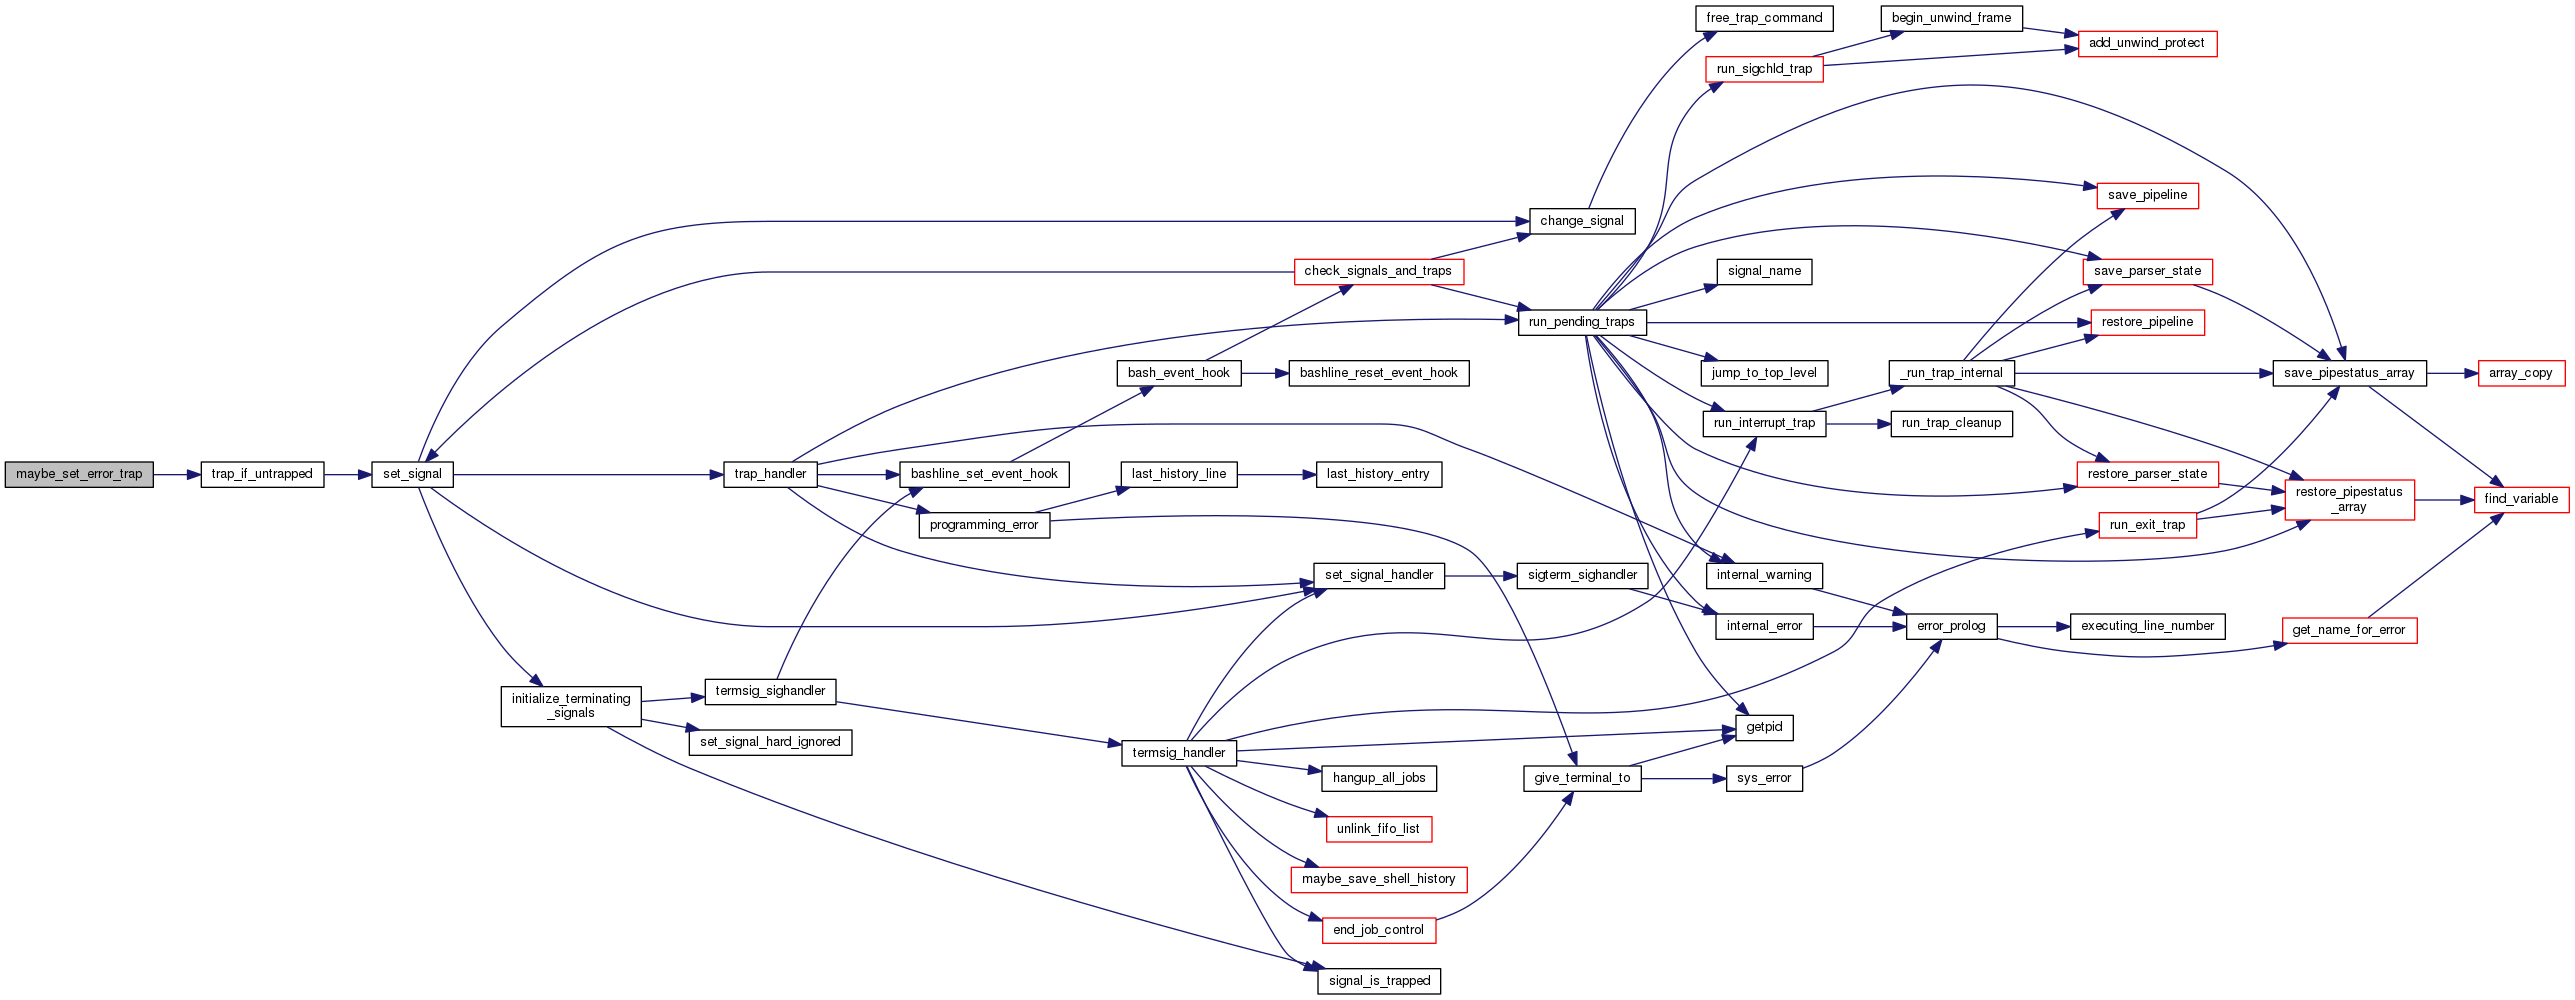 free_trap_command
begin_unwind_frame
add_unwind_protect
run_sigchld_trap
save_pipeline
change_signal
check_signals_and_traps
signal_name
save_parser_state
run_pending_traps
restore_pipeline
bash_event_hook
bashline_reset_event_hook
jump_to_top_level
_run_trap_internal
save_pipestatus_array
array_copy
run_interrupt_trap
run_trap_cleanup
maybe_set_error_trap
trap_if_untrapped
set_signal
trap_handler
bashline_set_event_hook
last_history_line
last_history_entry
restore_parser_state
restore_pipestatus
_array
find_variable
programming_error
run_exit_trap
set_signal_handler
sigterm_sighandler
internal_warning
internal_error
error_prolog
executing_line_number
get_name_for_error
initialize_terminating
_signals
termsig_sighandler
set_signal_hard_ignored
termsig_handler
getpid
hangup_all_jobs
give_terminal_to
sys_error
unlink_fifo_list
maybe_save_shell_history
end_job_control
signal_is_trapped